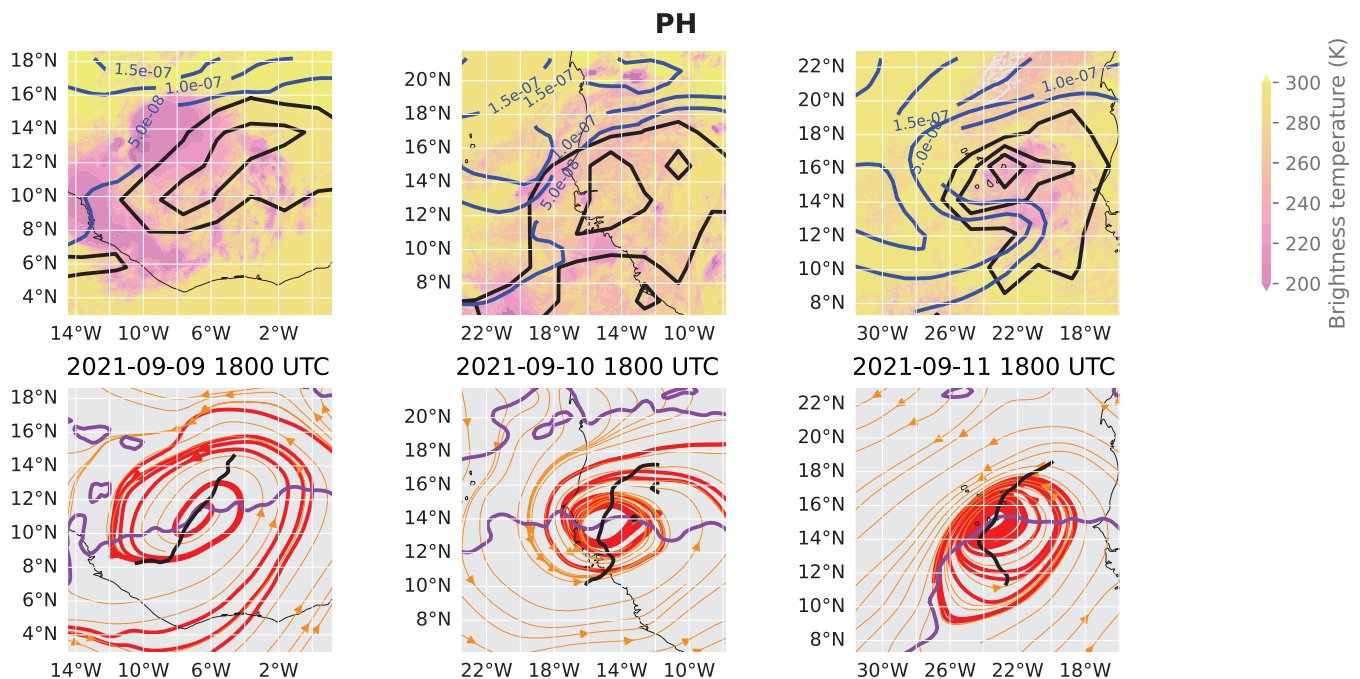 PH
18°N
16°N
14°N
12°N
10°N
8°N
6°N
4°N
14°W 10°W 6°W 2°W
1.5e-07
1.0e-07
5.0e-08
20°N
18°N
16°N
14°N
12°N
10°N
8°N
22°W 18°W 14°W 10°W
1.5e-07
1.5e-07
5.0e-08
22°N
20°N
18°N
16°N
14°N
12°N
10°N
8°N
30°W 26°W 22°W 18°W
1.0e-07
1.5e-07
300
280
260
240
220
200
Brightness temperature (K)
2021-09-09 1800 UTC
2021-09-10 1800 UTC
2021-09-11 1800 UTC
18°N
16°N
14°N
12°N
10°N
8°N
6°N
4°N
14°W 10°W 6°W 2°W
20°N
18°N
16°N
14°N
12°N
10°N
8°N
22°W 18°W 14°W 10°W
22°N
20°N
18°N
16°N
14°N
12°N
10°N
8°N
30°W 26°W 22°W 18°W